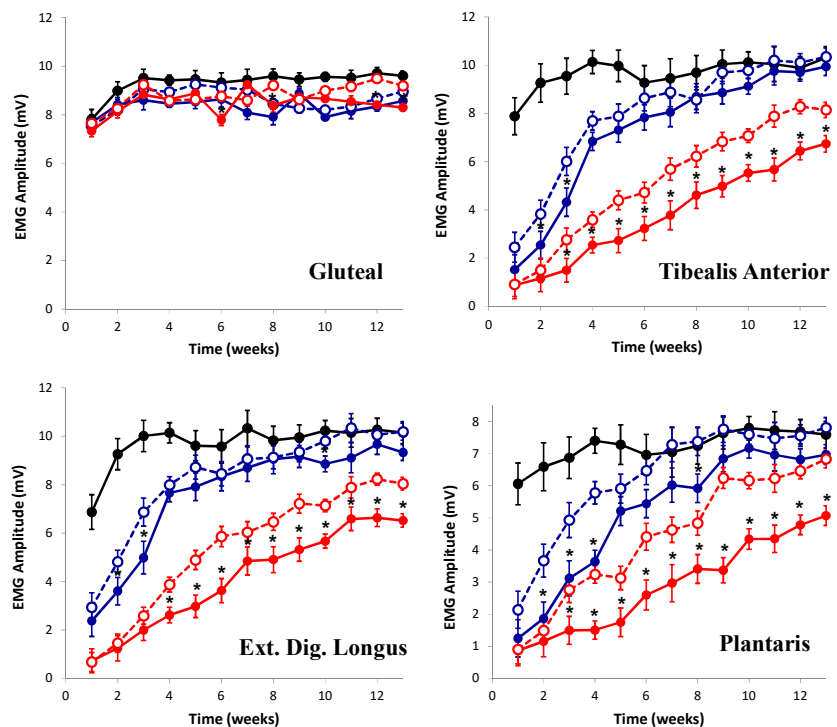 12
10
8
6
4
2
0
EMG Amplitude (mV)
*
*
*
Gluteal
0 2 4 6 8 10 12
Time (weeks)
12
10
8
6
4
2
0
EMG Amplitude (mV)
* * * * * * * * * * * * *
Tibealis Anterior
0 2 4 6 8 10 12
Time (weeks)
12
10
8
6
4
2
0
EMG Amplitude (mV)
* * * * * * * * * * * * *
Ext. Dig. Longus
0 2 4 6 8 10 12
Time (weeks)
8
7
6
5
4
3
2
1
0
EMG Amplitude (mV)
* * * * * * * * * * * * * * *
Plantaris
0 2 4 6 8 10 12
Time (weeks)